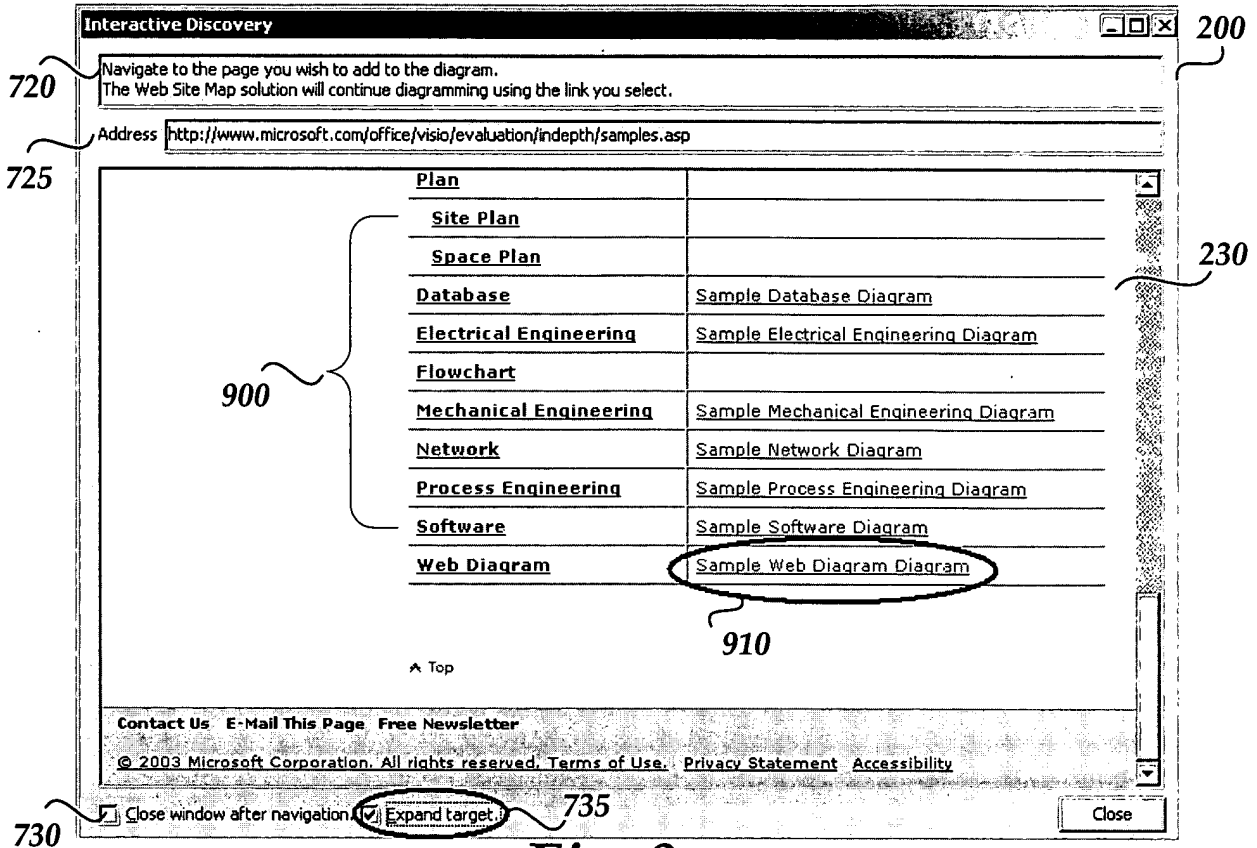 Interactive Discovery
200
720
Navigate to the page you wish to add to the diagram.
The Web Site Map solution will continue diagramming using the link you select.
725
Address http://www.microsoft.com/office/visio/evaluation/indepth/samples.asp
Plan
Site Plan
Space Plan
230
Database Sample Database Diagram
Electrical Engineering Sample Electrical Engineering Diagram
Flowchart
900
Mechanical Engineering Sample Mechanical Engineering Diagram
Network Sample Network Diagram
Process Engineering Sample Process Engineering Diagram
Software Sample Software Diagram
Web Diagram Sample Web Diagram Diagram
910
Top
Contact Us E-Mail This Page Free Newsletter
© 2003 Microsoft Corporation. All rights reserved. Terms of Use. Privacy Statement Accessibility
730
Close window after navigation. Expand target. 735 Close